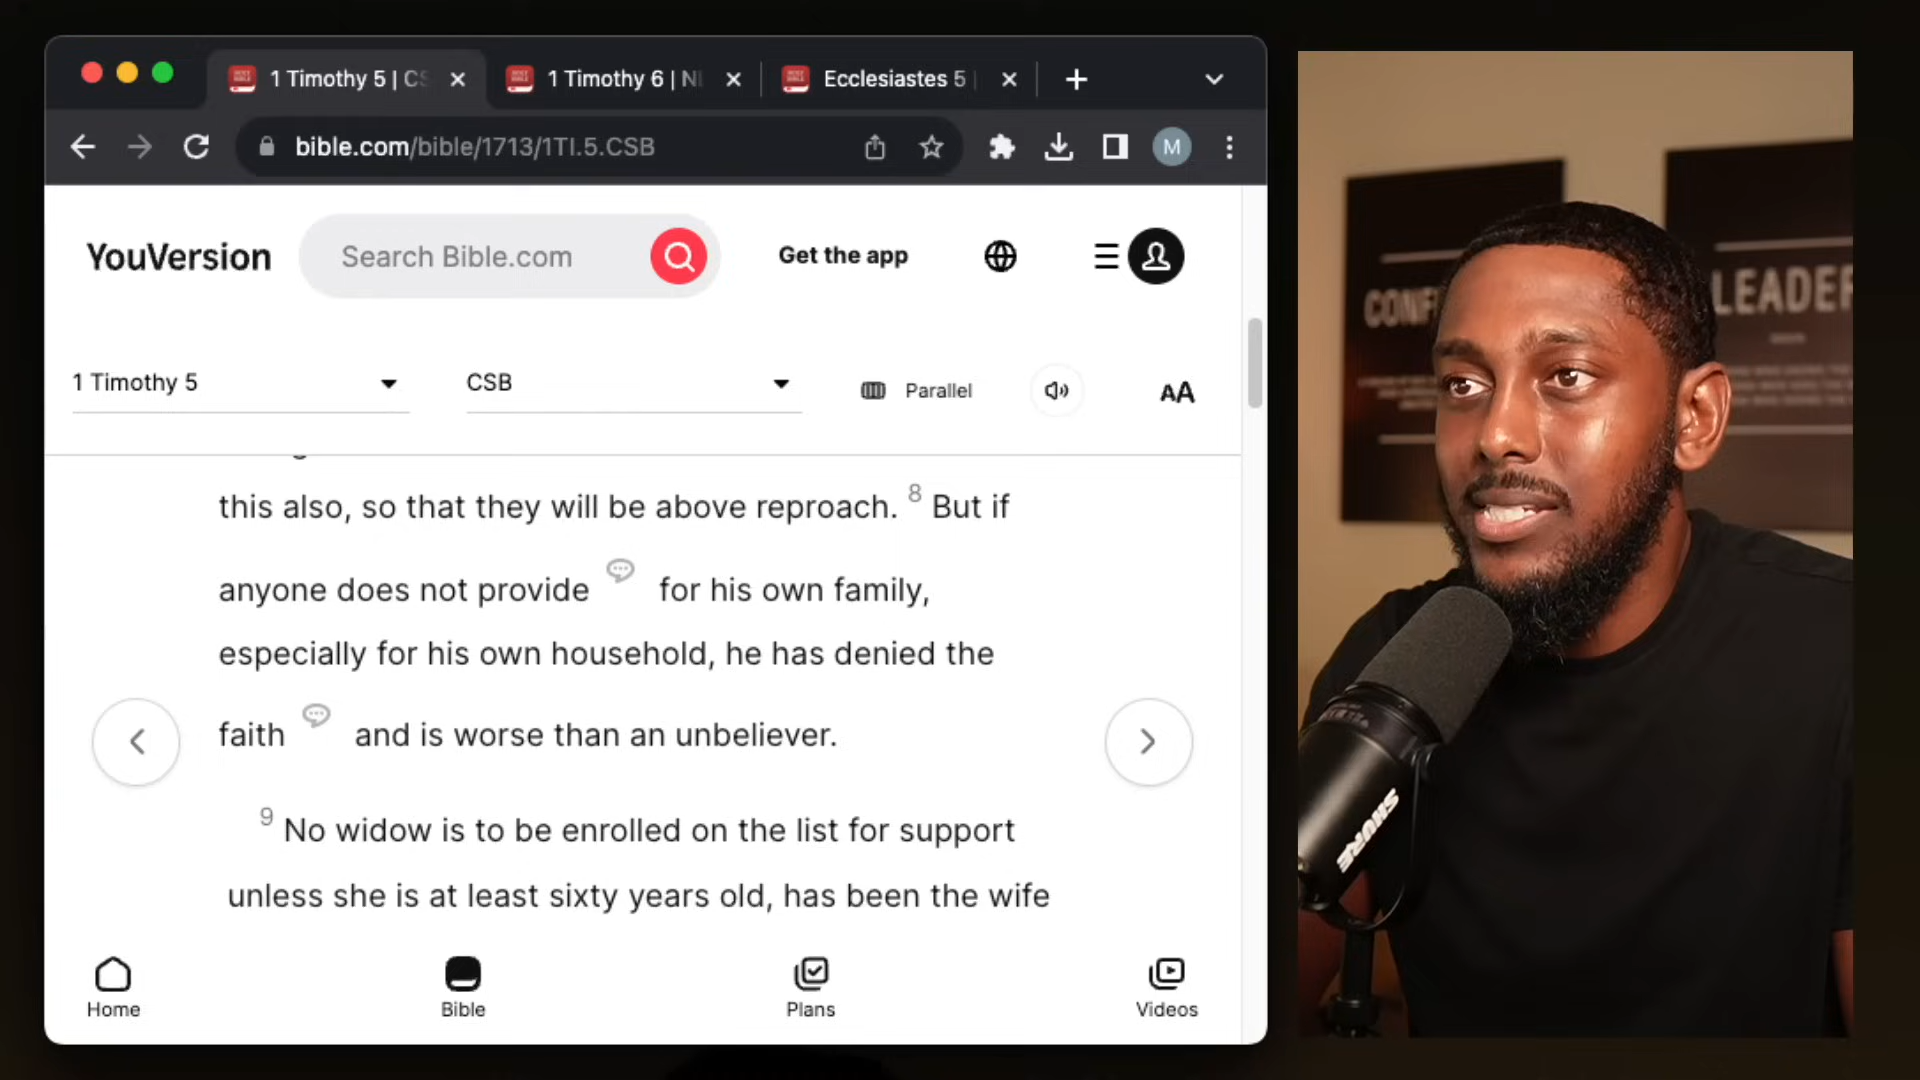 1 Timothy 5 | CS
1 Timothy 6 | NI
Ecclesiastes 5 |
bible.com/bible/1713/1TI.5.CSB
M
YouVersion
Search Bible.com
Get the app
1 Timothy 5
CSB
Parallel
AA
this also, so that they will be above reproach. 8 But if
anyone does not provide for his own family,
especially for his own household, he has denied the
faith and is worse than an unbeliever.
9 No widow is to be enrolled on the list for support
unless she is at least sixty years old, has been the wife
Home
Bible
Plans
Videos
CONF
LEADER
SHURE